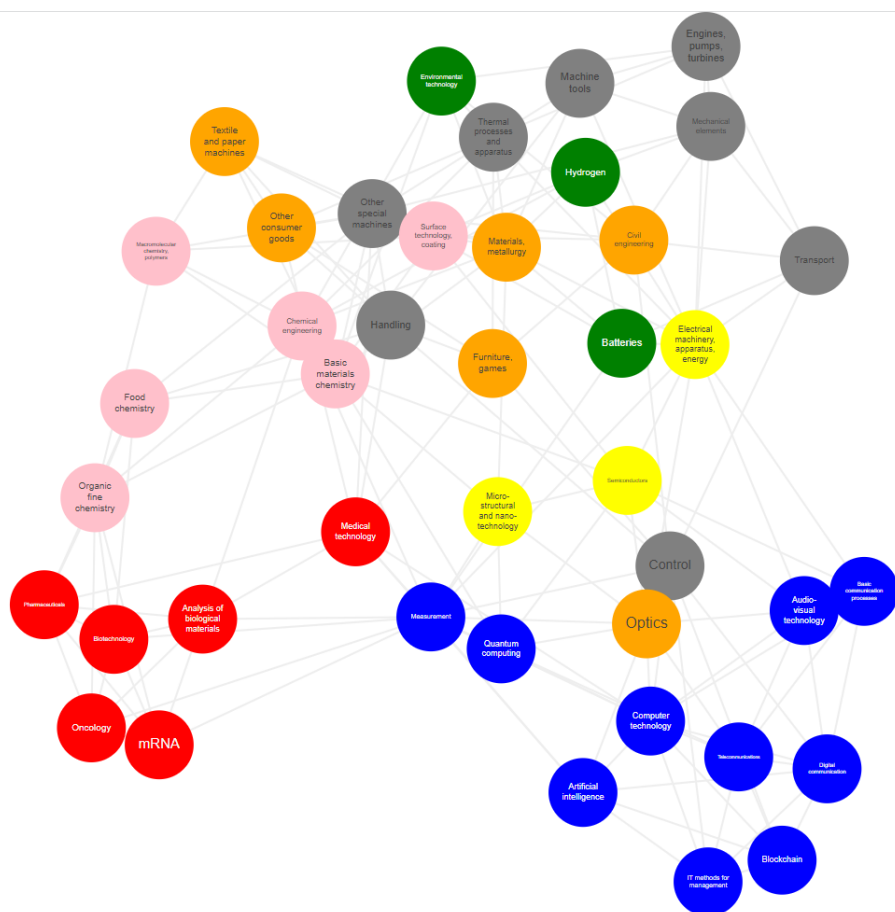 Engines,
pumps,
turbines
Environmental
technology
Machine
tools
Thermal
processes and
apparatus
Mechanical
elements
Textile
and paper
machines
Hydrogen
Other
special
machines
Other
consumer
goods
Surface
technology,
coating
Materials,
metallurgy
Civil
engineering
Macromolecular
chemistry,
polymers
Transport
Chemical
engineering
Handling
Batteries
Electrical
machinery,
apparatus,
energy
Basic
materials
chemistry
Furniture,
games
Food
chemistry
Organic
fine
chemistry
Semiconductors
Micro-
structural
and nano-
technology
Medical
technology
Control
Pharmaceuticals
Biotechnology
Analysis of
biological
materials
Measurement
Quantum
computing
Optics
Audio-
visual
technology
Basic
communication
processes
Oncology
mRNA
Computer
technology
Telecommunications
Digital
communication
Artificial
intelligence
Blockchain
IT methods for
management